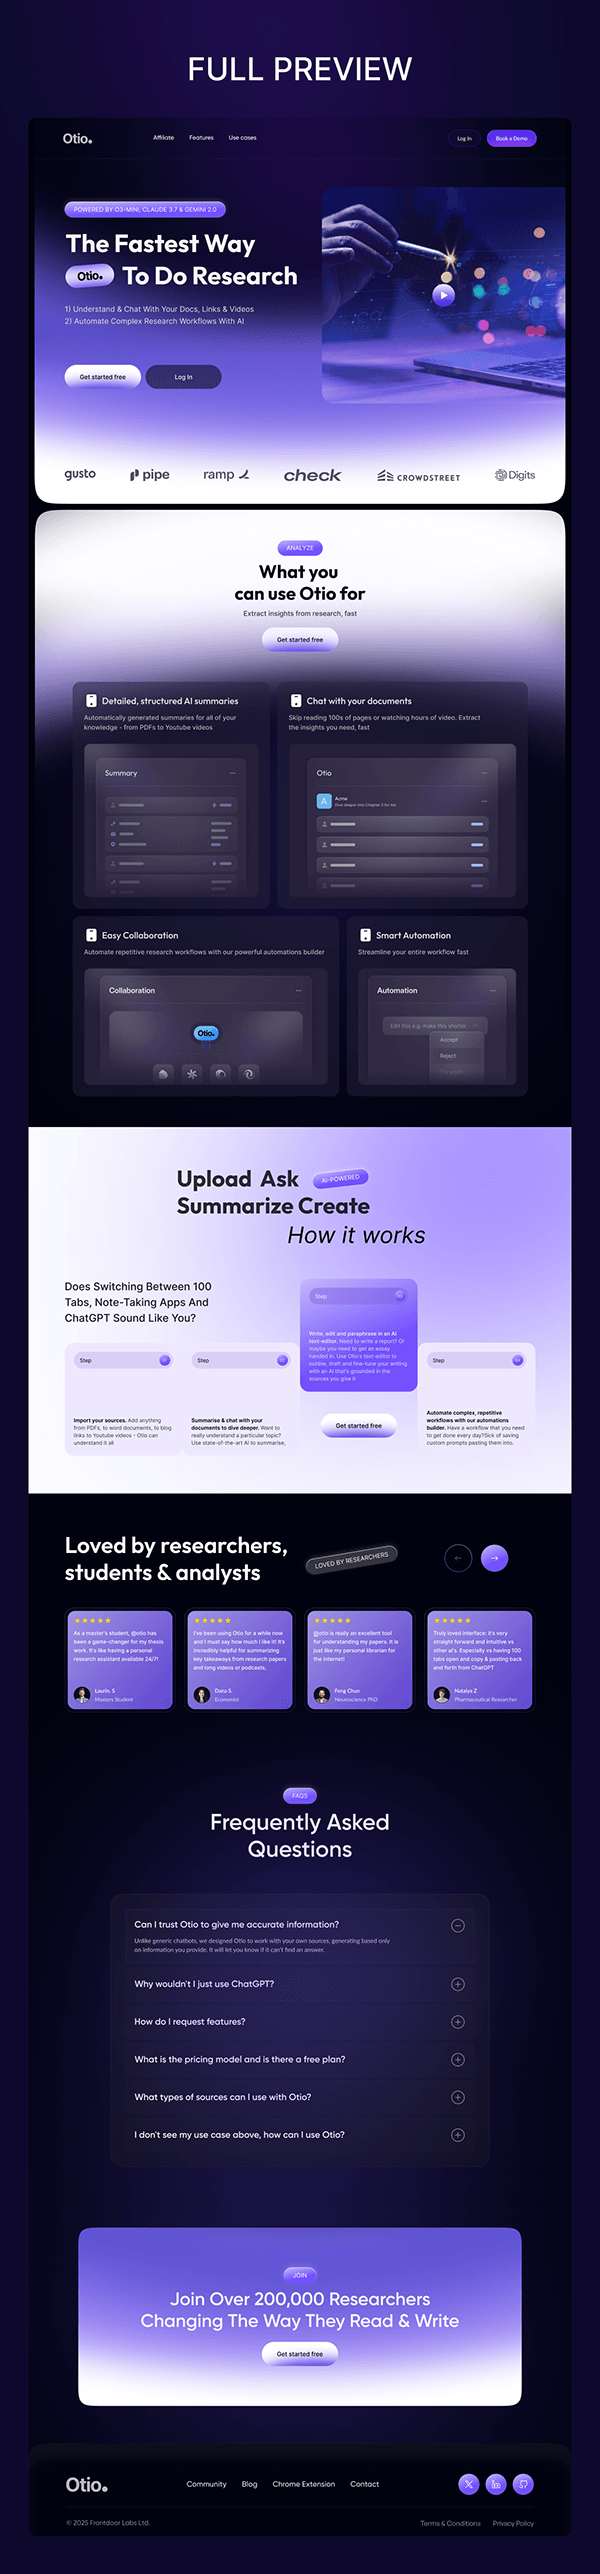 FULL PREVIEW
Otio.
Affiliate
Features
Use cases
Log In
Book a Demo
POWERED BY O3-MINI, CLAUDE 3.7 & GEMINI 2.0
The Fastest Way
Otio. To Do Research
1) Understand & Chat With Your Docs, Links & Videos
2) Automate Complex Research Workflows With AI
Get started free
Log In
gusto
pipe
ramp
check
CROWDSTREET
Digits
ANALYZE
What you
can use Otio for
Extract insights from research, fast
Get started free
Detailed, structured AI summaries
Automatically generated summaries for all of your
knowledge - from PDFs to Youtube videos
Summary
Chat with your documents
Skip reading 100s of pages or watching hours of video. Extract
the insights you need, fast
Otio
A
Acme
Dive deeper into Chapter 3 for me
Easy Collaboration
Automate repetitive research workflows with our powerful automations builder
Collaboration
Otio.
Smart Automation
Streamline your entire workflow fast
Automation
Edit this e.g. make this shorter
Accept
Reject
Try again
Upload Ask AI-POWERED
Summarize Create
How it works
Does Switching Between 100
Tabs, Note-Taking Apps And
ChatGPT Sound Like You?
Step
Import your sources. Add anything
from PDFs, to word documents, to blog
links to Youtube videos - Otio can
understand it all
Step
Summarise & chat with your
documents to dive deeper. Want to
really understand a particular topic?
Use state-of-the-art AI to summarise,
Step
Write, edit and paraphrase in an AI
text-editor. Need to write a report? Or
maybe you need to get an essay
handed in. Use Otio's text-editor to
outline, draft and fine-tune your writing
with an AI that's grounded in the
sources you give it
Get started free
Step
Automate complex, repetitive
workflows with our automations
builder. Have a workflow that you need
to get done every day?Sick of saving
custom prompts pasting them into.
Loved by researchers,
students & analysts
LOVED BY RESEARCHERS
As a master's student, @otio has
been a game-changer for my thesis
work. It's like having a personal
research assistant available 24/7!
Laurin. S
Masters Student
I've been using Otio for a while now
and I must say how much I like it! It's
incredibly helpful for summarizing
key takeaways from research papers
and long videos or podcasts,
Dana S.
Economist
@otio is really an excellent tool
for understanding my papers. It is
just like my personal librarian for
the internet!
Feng Chun
Neuroscience PhD
Truly loved interface: it's very
straight forward and intuitive vs
other ai's. Especially vs having 100
tabs open and copy & pasting back
and forth from ChatGPT
Natalya Z
Pharmaceutical Researcher
FAQS
Frequently Asked
Questions
Can I trust Otio to give me accurate information?
Unlike generic chatbots, we designed Otio to work with your own sources, generating based only
on information you provide. It will let you know if it can't find an answer.
Why wouldn't I just use ChatGPT?
How do I request features?
What is the pricing model and is there a free plan?
What types of sources can I use with Otio?
I don't see my use case above, how can I use Otio?
JOIN
Join Over 200,000 Researchers
Changing The Way They Read & Write
Get started free
Otio.
Community
Blog
Chrome Extension
Contact
© 2025 Frontdoor Labs Ltd.
Terms & Conditions
Privacy Policy